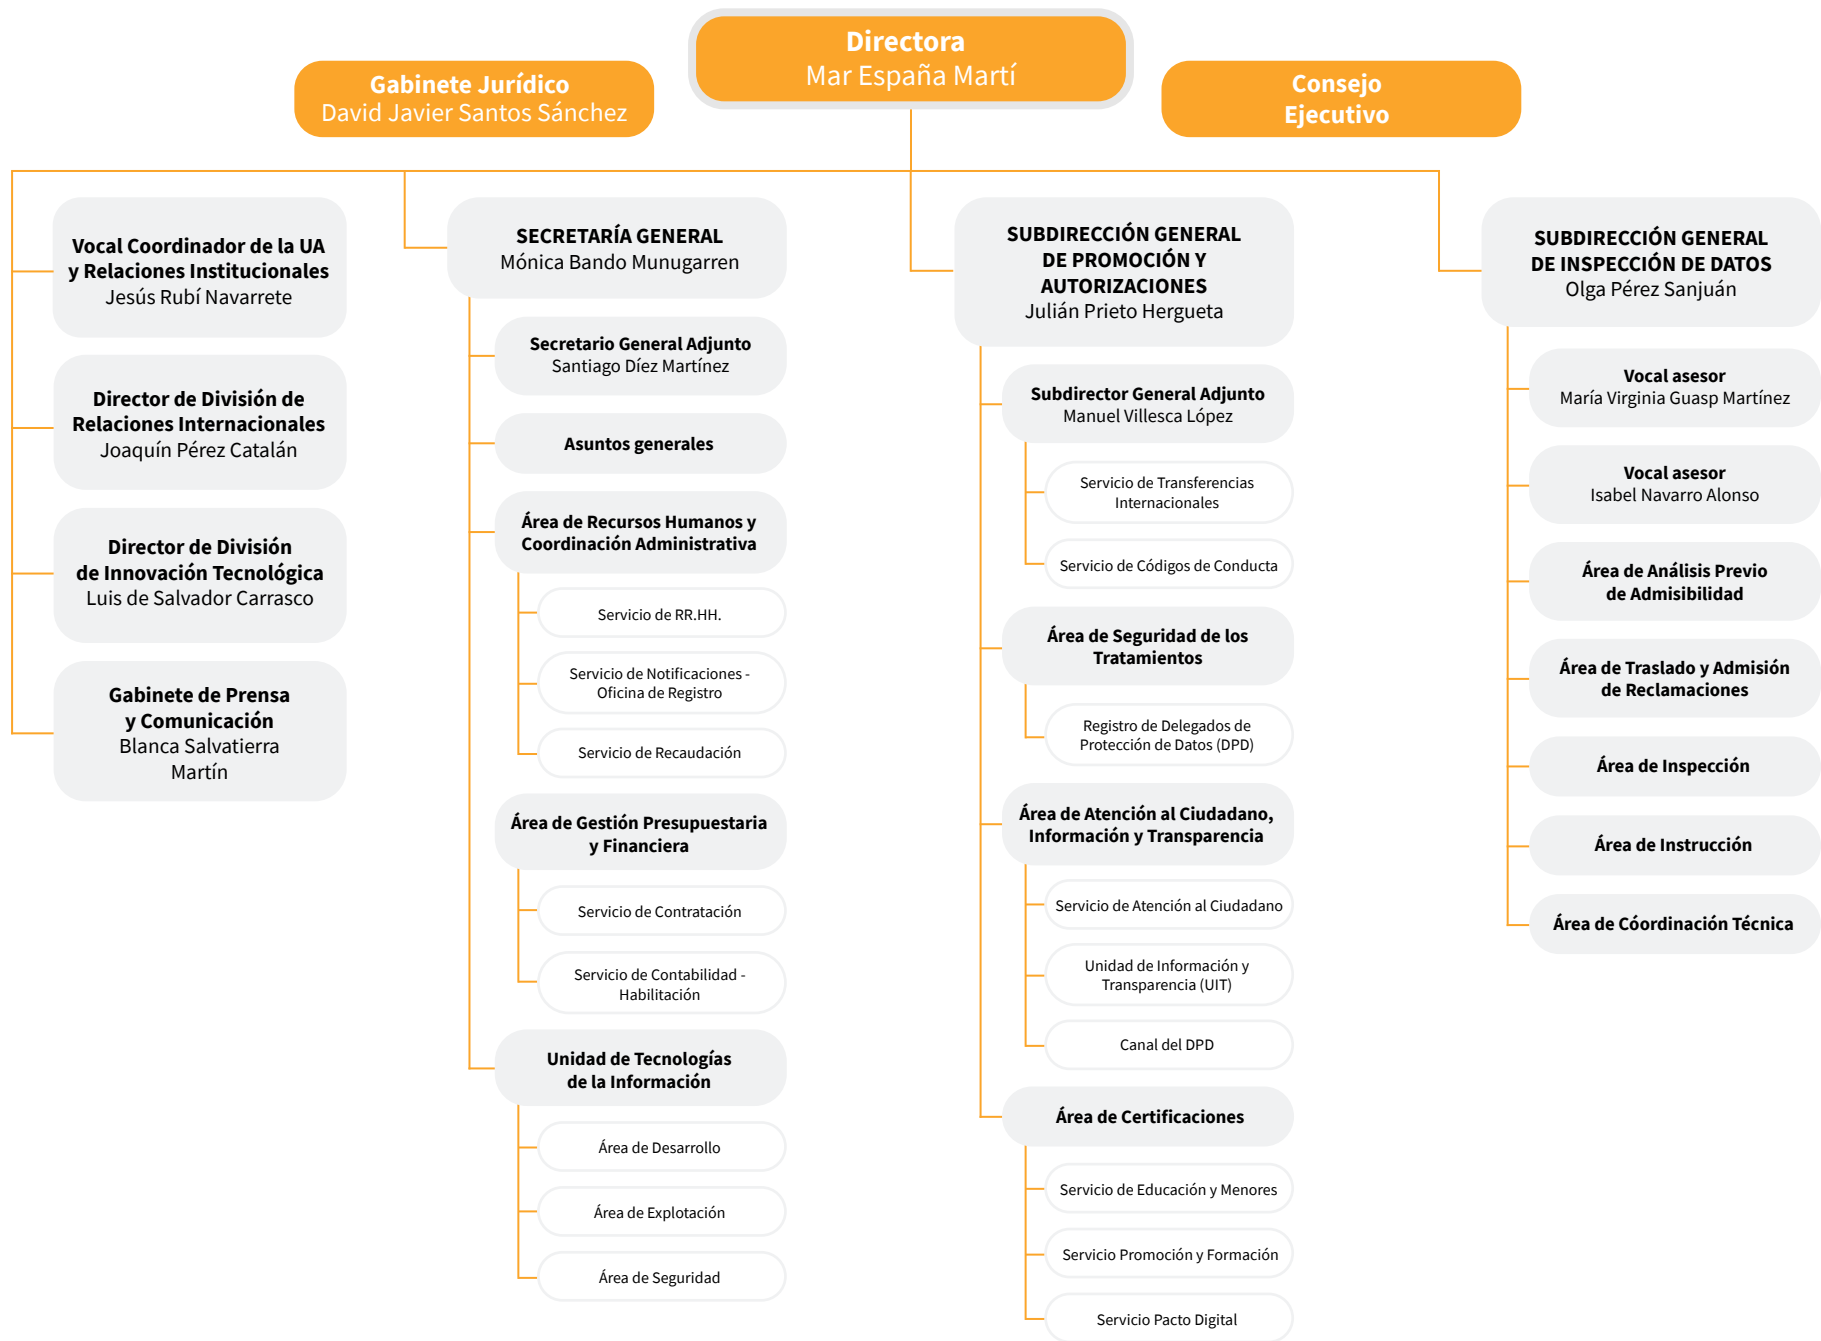 Directora
Mar España Martí
Gabinete Jurídico
David Javier Santos Sánchez
Consejo
Ejecutivo
Vocal Coordinador de la UA
y Relaciones Institucionales
Jesús Rubí Navarrete
Director de División de
Relaciones Internacionales
Joaquín Pérez Catalán
Director de División
de Innovación Tecnológica
Luis de Salvador Carrasco
Gabinete de Prensa
y Comunicación
Blanca Salvatierra
Martín
SECRETARÍA GENERAL
Mónica Bando Munugarren
Secretario General Adjunto
Santiago Díez Martínez
Asuntos generales
Área de Recursos Humanos y
Coordinación Administrativa
Servicio de RR.HH.
Servicio de Notificaciones -
Oficina de Registro
Servicio de Recaudación
Área de Gestión Presupuestaria
y Financiera
Servicio de Contratación
Servicio de Contabilidad -
Habilitación
Unidad de Tecnologías
de la Información
Área de Desarrollo
Área de Explotación
Área de Seguridad
SUBDIRECCIÓN GENERAL
DE PROMOCIÓN Y
AUTORIZACIONES
Julián Prieto Hergueta
Subdirector General Adjunto
Manuel Villesca López
Servicio de Transferencias
Internacionales
Servicio de Códigos de Conducta
Área de Seguridad de los
Tratamientos
Registro de Delegados de
Protección de Datos (DPD)
Área de Atención al Ciudadano,
Información y Transparencia
Servicio de Atención al Ciudadano
Unidad de Información y
Transparencia (UIT)
Canal del DPD
Área de Certificaciones
Servicio de Educación y Menores
Servicio Promoción y Formación
Servicio Pacto Digital
SUBDIRECCIÓN GENERAL
DE INSPECCIÓN DE DATOS
Olga Pérez Sanjuán
Vocal asesor
María Virginia Guasp Martínez
Vocal asesor
Isabel Navarro Alonso
Área de Análisis Previo
de Admisibilidad
Área de Traslado y Admisión
de Reclamaciones
Área de Inspección
Área de Instrucción
Área de Cóordinación Técnica